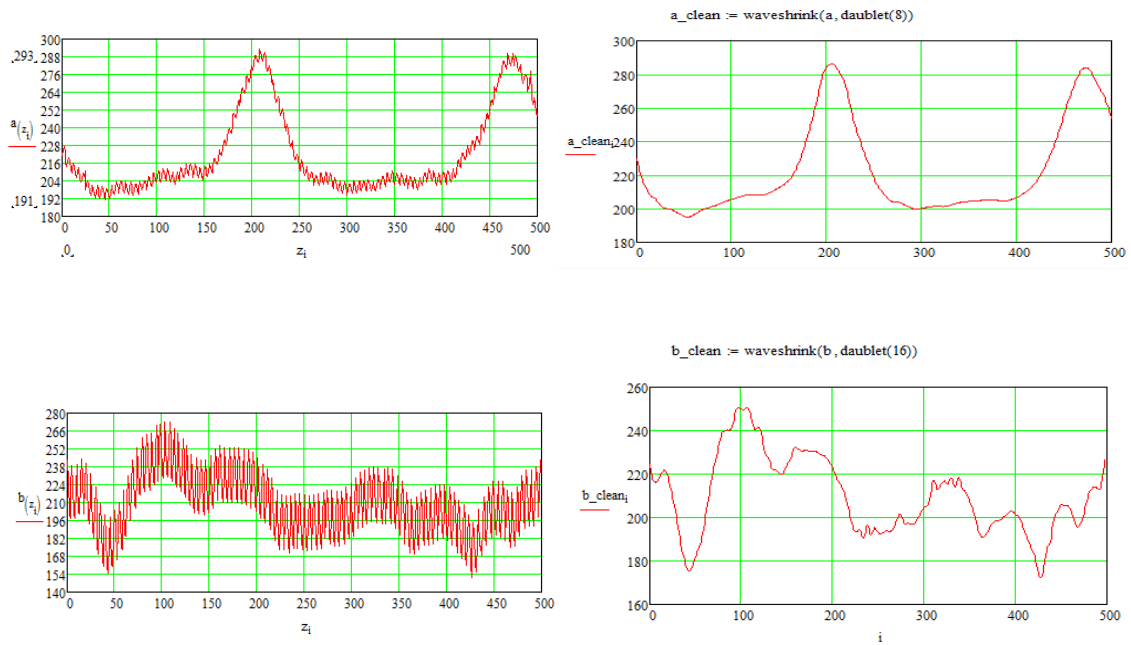 a_clean := waveshrink(a, daublet(8))
300
288
276
264
252
240
228
216
204
192
180
293
191
a(z_i)
0 50 100 150 200 250 300 350 400 450 500
0
z_i
500
300
280
260
220
200
180
a_clean_i2
0 100 200 300 400 500
b_clean := waveshrink(b, daublet(16))
280
266
252
238
224
210
196
182
168
154
140
b(z_i)
0 50 100 150 200 250 300 350 400 450 500
z_i
260
240
220
200
180
160
b_clean_i
0 100 200 300 400 500
i